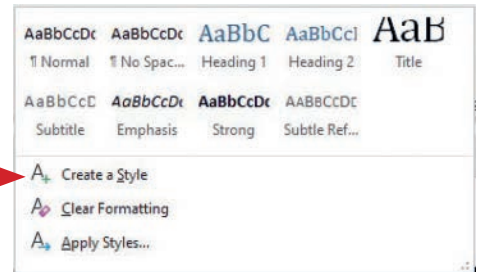 AaBbCcDc AaBbCcDc AaBbC AaBbCcI AaB
¶ Normal ¶ No Spac... Heading 1 Heading 2 Title
AaBbCcD AaBbCcDc AaBbCcDc AABBCCDC
Subtitle Emphasis Strong Subtle Ref...
Create a Style
Clear Formatting
Apply Styles...